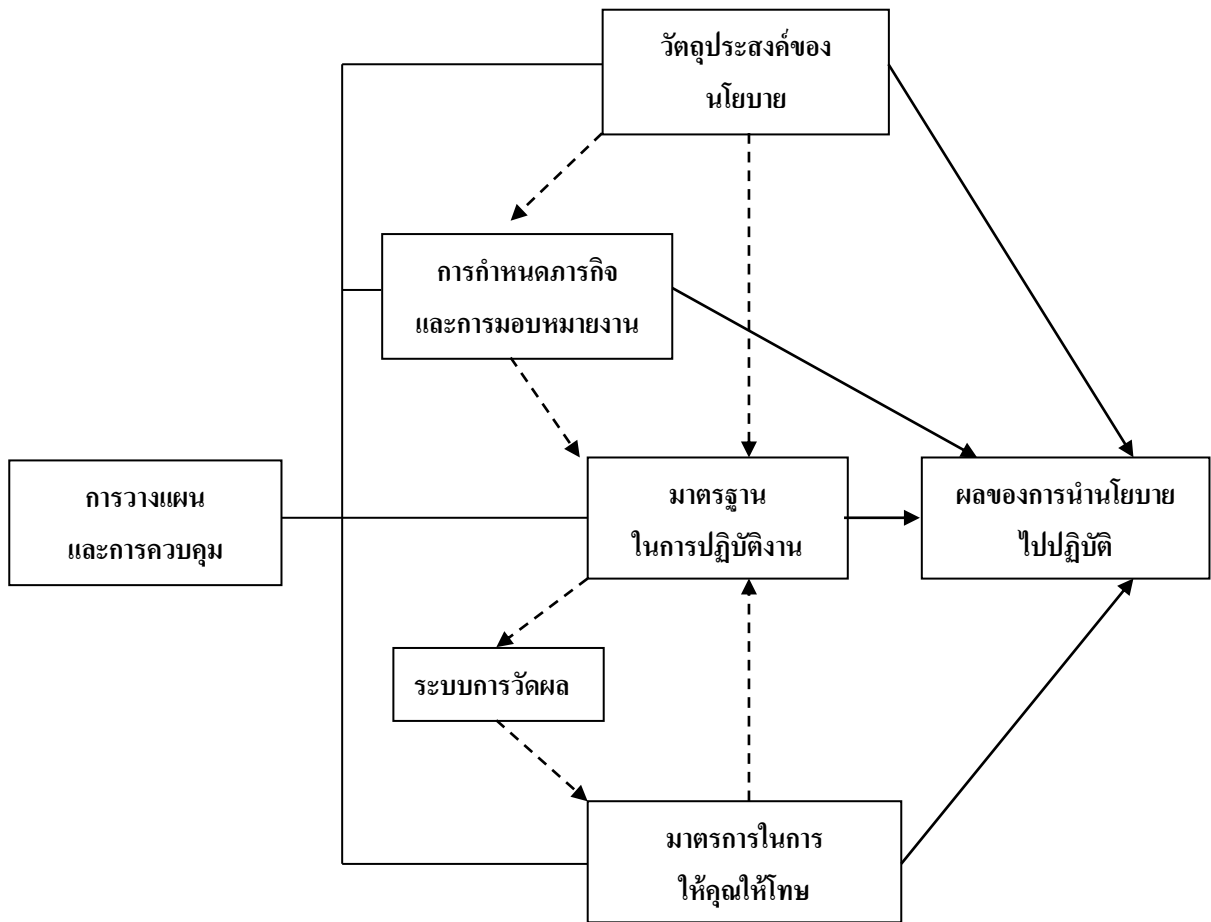 วัตถุประสงค์ของ
นโยบาย
การกำหนดภารกิจ
และการมอบหมายงาน
การวางแผน
และการควบคุม
มาตรฐาน
ในการปฏิบัติงาน
ผลของการนำนโยบาย
ไปปฏิบัติ
ระบบการวัดผล
มาตรการในการ
ให้คุณให้โทษ